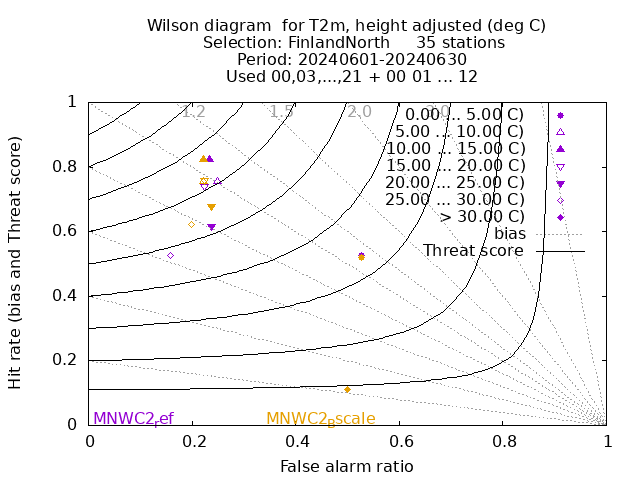 Wilson diagram  for T2m, height adjusted (deg C)
Selection: FinlandNorth     35 stations
Period: 20240601-20240630
Used 00,03,...,21 + 00 01 ... 12
Hit rate (bias and Threat score)
1
0.8
0.6
0.4
0.2
0
1.2 1.5 2.0 3.0
0.00 ... 5.00 C)
5.00 ... 10.00 C)
10.00 ... 15.00 C)
15.00 ... 20.00 C)
20.00 ... 25.00 C)
25.00 ... 30.00 C)
> 30.00 C)
bias
Threat score
MNWC2ref MNWC2Bscale
0 0.2 0.4 0.6 0.8 1
False alarm ratio